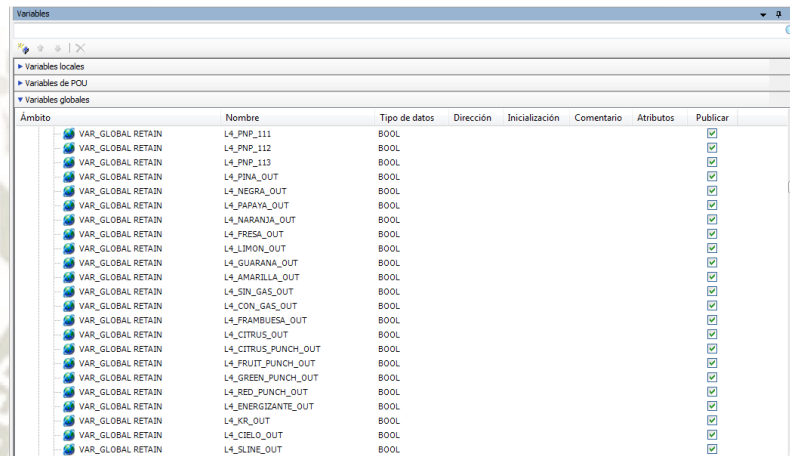 Variables
Variables locales
Variables de POU
Variables globales
Ámbito Nombre Tipo de datos Dirección Inicialización Comentario Atributos Publicar
VAR_GLOBAL RETAIN L4_PNP_111 BOOL
VAR_GLOBAL RETAIN L4_PNP_112 BOOL
VAR_GLOBAL RETAIN L4_PNP_113 BOOL
VAR_GLOBAL RETAIN L4_PINA_OUT BOOL
VAR_GLOBAL RETAIN L4_NEGRA_OUT BOOL
VAR_GLOBAL RETAIN L4_PAPAYA_OUT BOOL
VAR_GLOBAL RETAIN L4_NARANJA_OUT BOOL
VAR_GLOBAL RETAIN L4_FRESA_OUT BOOL
VAR_GLOBAL RETAIN L4_LIMON_OUT BOOL
VAR_GLOBAL RETAIN L4_GUARANA_OUT BOOL
VAR_GLOBAL RETAIN L4_AMARILLA_OUT BOOL
VAR_GLOBAL RETAIN L4_SIN_GAS_OUT BOOL
VAR_GLOBAL RETAIN L4_CON_GAS_OUT BOOL
VAR_GLOBAL RETAIN L4_FRAMBUESA_OUT BOOL
VAR_GLOBAL RETAIN L4_CITRUS_OUT BOOL
VAR_GLOBAL RETAIN L4_CITRUS_PUNCH_OUT BOOL
VAR_GLOBAL RETAIN L4_FRUIT_PUNCH_OUT BOOL
VAR_GLOBAL RETAIN L4_GREEN_PUNCH_OUT BOOL
VAR_GLOBAL RETAIN L4_RED_PUNCH_OUT BOOL
VAR_GLOBAL RETAIN L4_ENERGIZANTE_OUT BOOL
VAR_GLOBAL RETAIN L4_KR_OUT BOOL
VAR_GLOBAL RETAIN L4_CIELO_OUT BOOL
VAR_GLOBAL RETAIN L4_SLINE_OUT BOOL